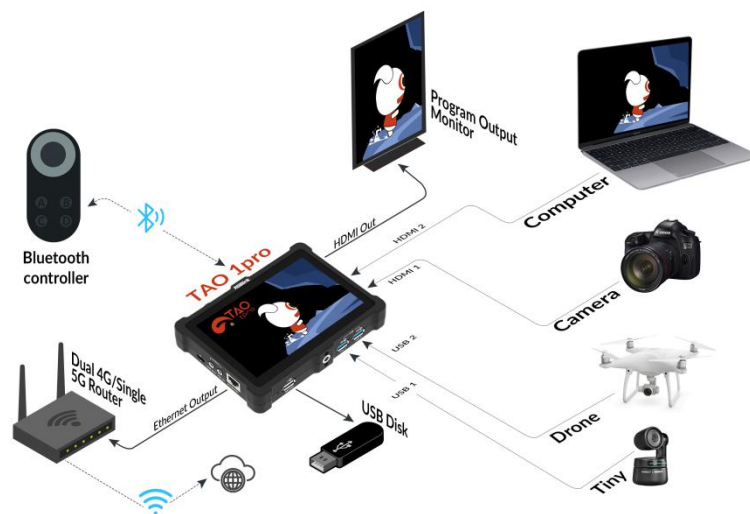 Program Output
Monitor
Computer
Camera
Drone
Tiny
HDMI Out
HDMI 2
HDMI 1
USB 2
USB 1
TAO 1pro
TAO
1pro
A B
C D
Bluetooth
controller
Dual 4G/Single
5G Router
Ethernet Output
USB Disk